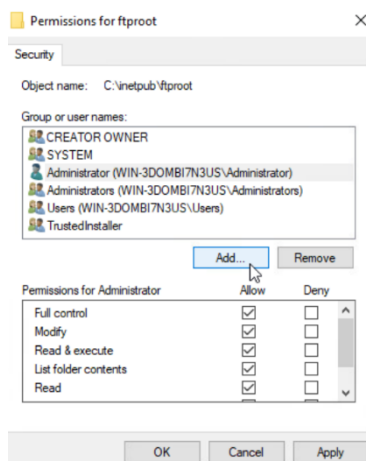 Permissions for ftproot
Security
Object name: C:\inetpub\ftproot
Group or user names:
CREATOR OWNER
SYSTEM
Administrator (WIN-3DOMBI7N3US\Administrator)
Administrators (WIN-3DOMBI7N3US\Administrators)
Users (WIN-3DOMBI7N3US\Users)
TrustedInstaller
Add... Remove
Permissions for Administrator Allow Deny
Full control
Modify
Read & execute
List folder contents
Read
OK Cancel Apply